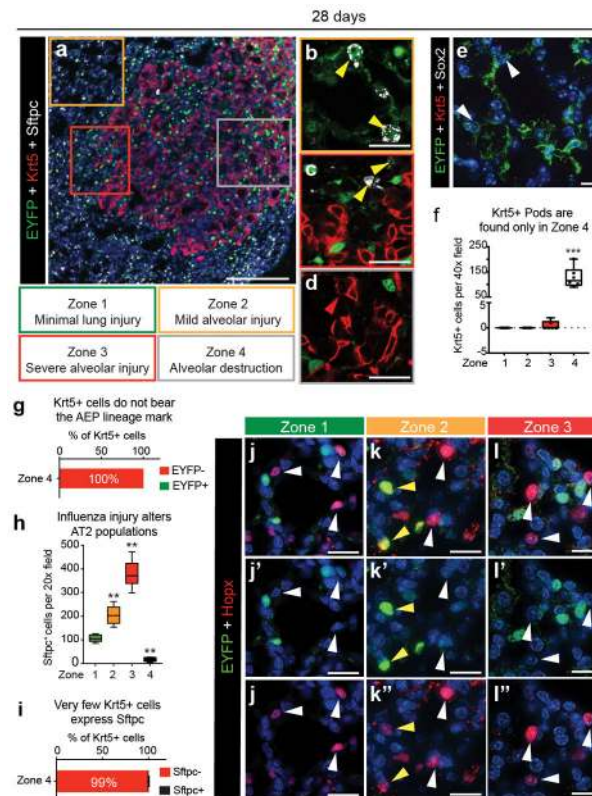 28 days
EYFP + Krt5 + Sftpc
a
b
c
d
Zone 1
Minimal lung injury
Zone 2
Mild alveolar injury
Zone 3
Severe alveolar injury
Zone 4
Alveolar destruction
EYFP + Krt5 + Sox2
e
f
Krt5+ Pods are
found only in Zone 4
Krt5+ cells per 40x field
250
150
50
5
0
-5
***
Zone 1 2 3 4
g
Krt5+ cells do not bear
the AEP lineage mark
% of Krt5+ cells
0 50 100
Zone 4
100%
EYFP-
EYFP+
h
Influenza injury alters
AT2 populations
Sftpc+ cells per 20x field
500
400
300
200
100
0
**
**
**
Zone 1 2 3 4
i
Very few Krt5+ cells
express Sftpc
% of Krt5+ cells
0 50 100
Zone 4
99%
Sftpc-
Sftpc+
EYFP + Hopx
Zone 1 Zone 2 Zone 3
j k l
j' k' l'
j k" l"